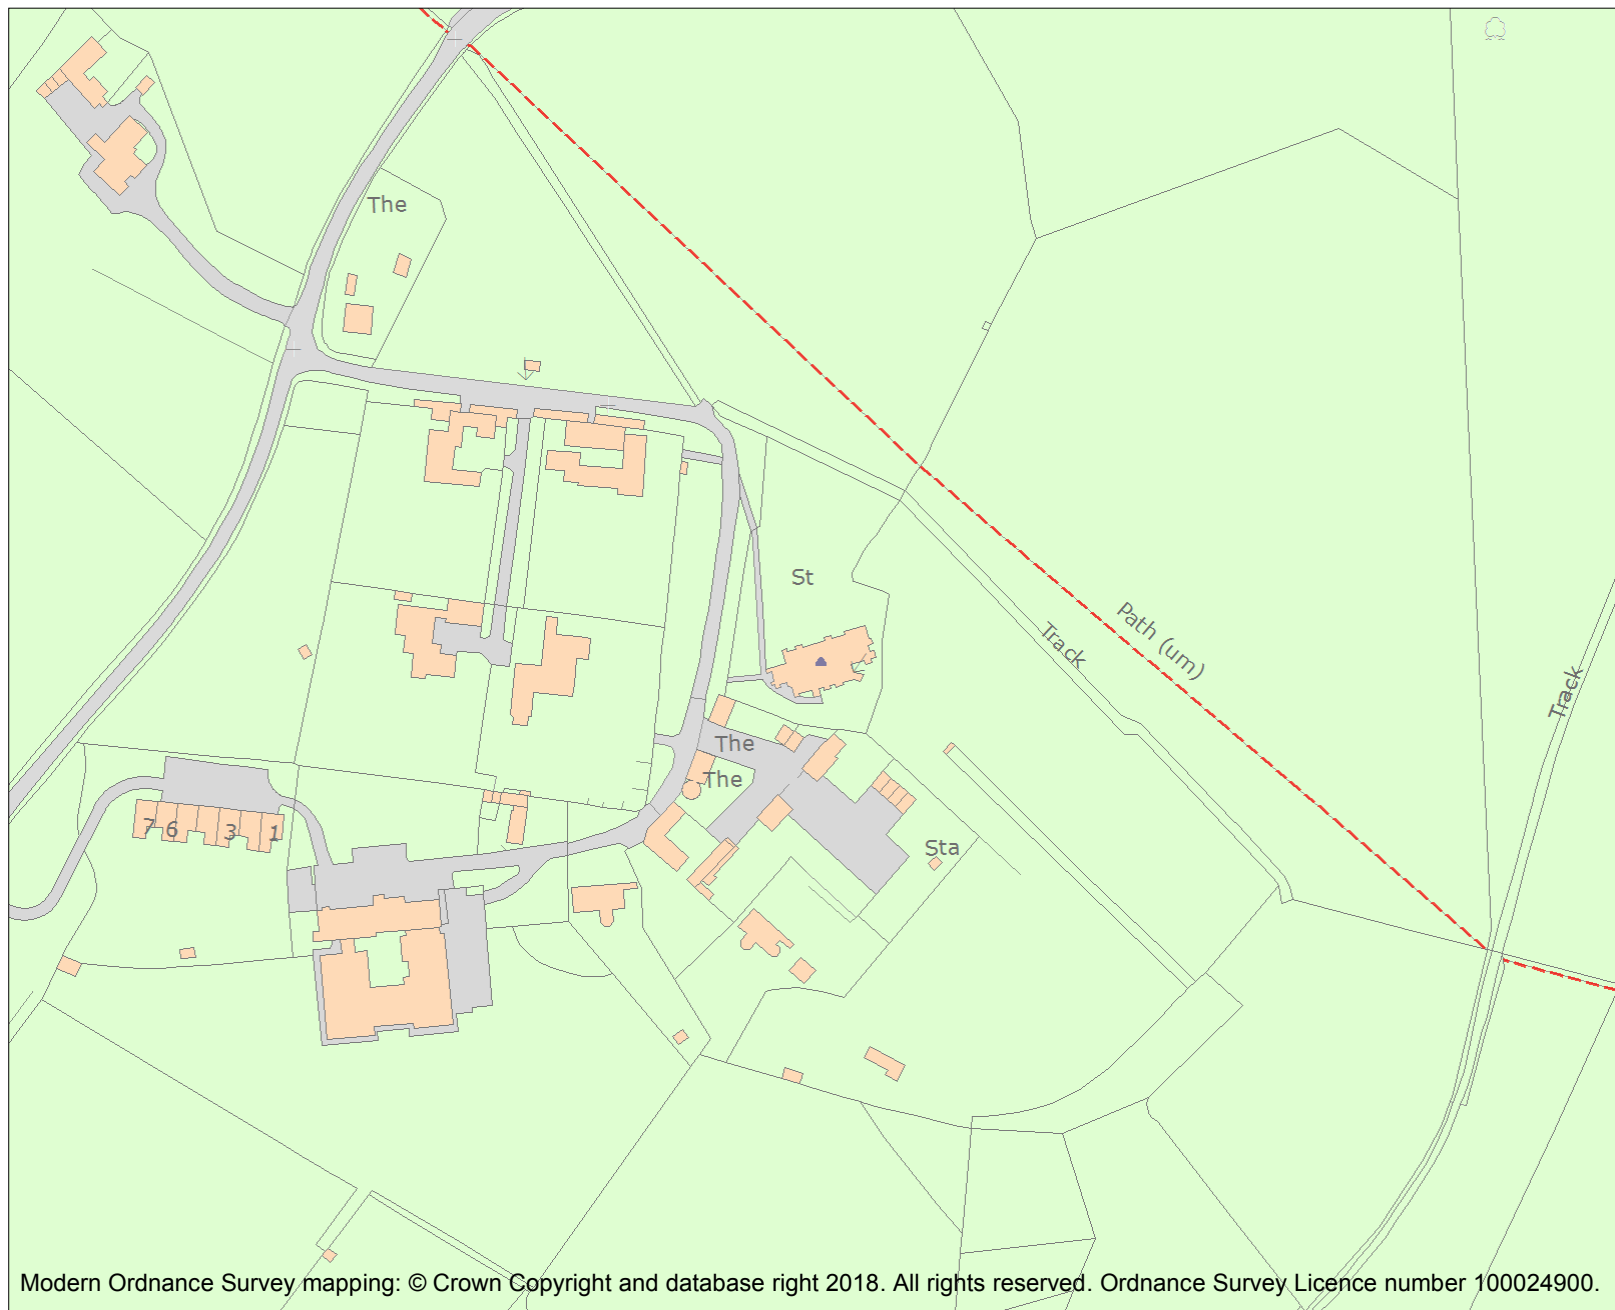 The
St
Path (um)
Track
Track
The
The
7 6 3 1
Sta
Modern Ordnance Survey mapping: © Crown Copyright and database right 2018. All rights reserved. Ordnance Survey Licence number 100024900.